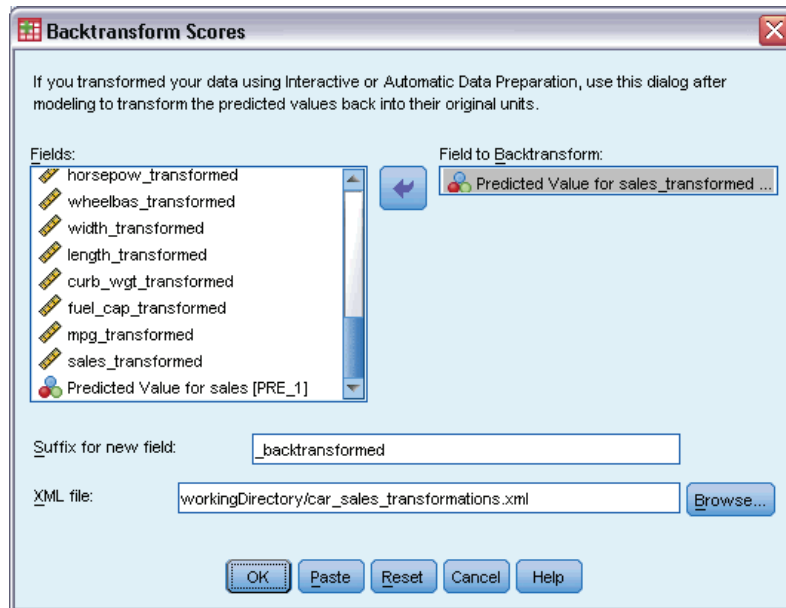 Backtransform Scores
If you transformed your data using Interactive or Automatic Data Preparation, use this dialog after
modeling to transform the predicted values back into their original units.
Fields:
horsepow_transformed
wheelbas_transformed
width_transformed
length_transformed
curb_wgt_transformed
fuel_cap_transformed
mpg_transformed
sales_transformed
Predicted Value for sales [PRE_1]
Field to Backtransform:
Predicted Value for sales_transformed ...
Suffix for new field:
_backtransformed
XML file:
workingDirectory/car_sales_transformations.xml
Browse...
OK
Paste
Reset
Cancel
Help